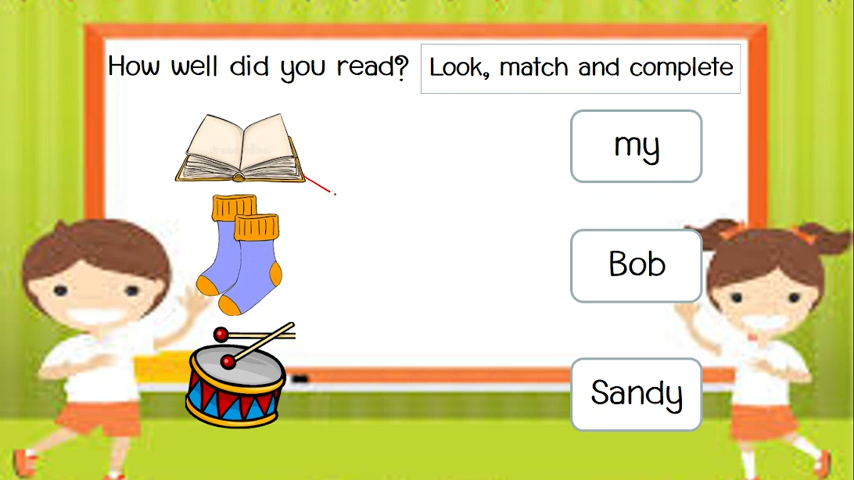 How well did you read?
Look, match and complete
my
Bob
Sandy